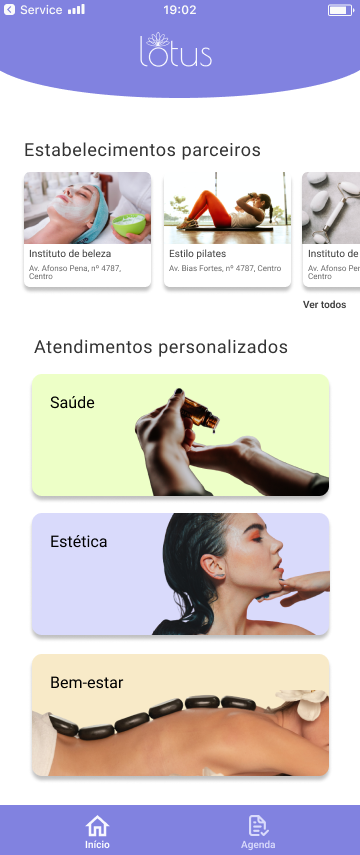 Service
19:02
lotus
Estabelecimentos parceiros
Instituto de beleza
Av. Afonso Pena, nº 4787,
Centro
Estilo pilates
Av. Bias Fortes, nº 4787, Centro
Instituto de
Av. Afonso Per
Centro
Ver todos
Atendimentos personalizados
Saúde
Estética
Bem-estar
Início
Agenda